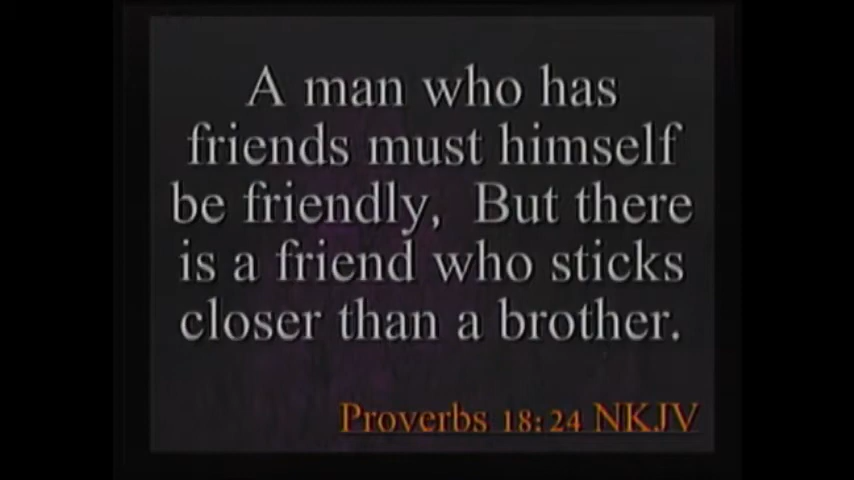 A man who has
friends must himself
be friendly, But there
is a friend who sticks
closer than a brother.
Proverbs 18:24 NKJV